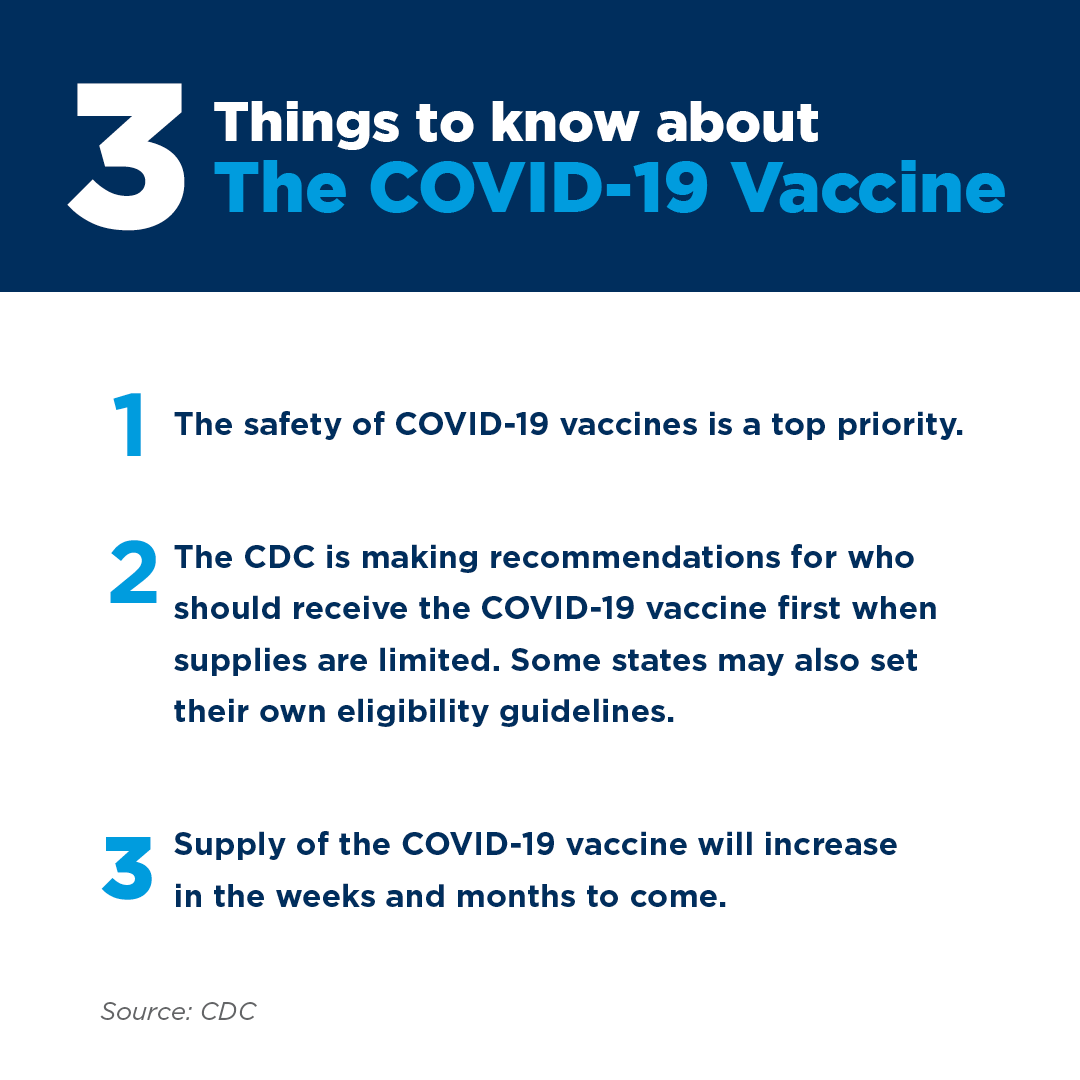 3
Things to know about
The COVID-19 Vaccine
1
The safety of COVID-19 vaccines is a top priority.
2
The CDC is making recommendations for who
should receive the COVID-19 vaccine first when
supplies are limited. Some states may also set
their own eligibility guidelines.
3
Supply of the COVID-19 vaccine will increase
in the weeks and months to come.
Source: CDC